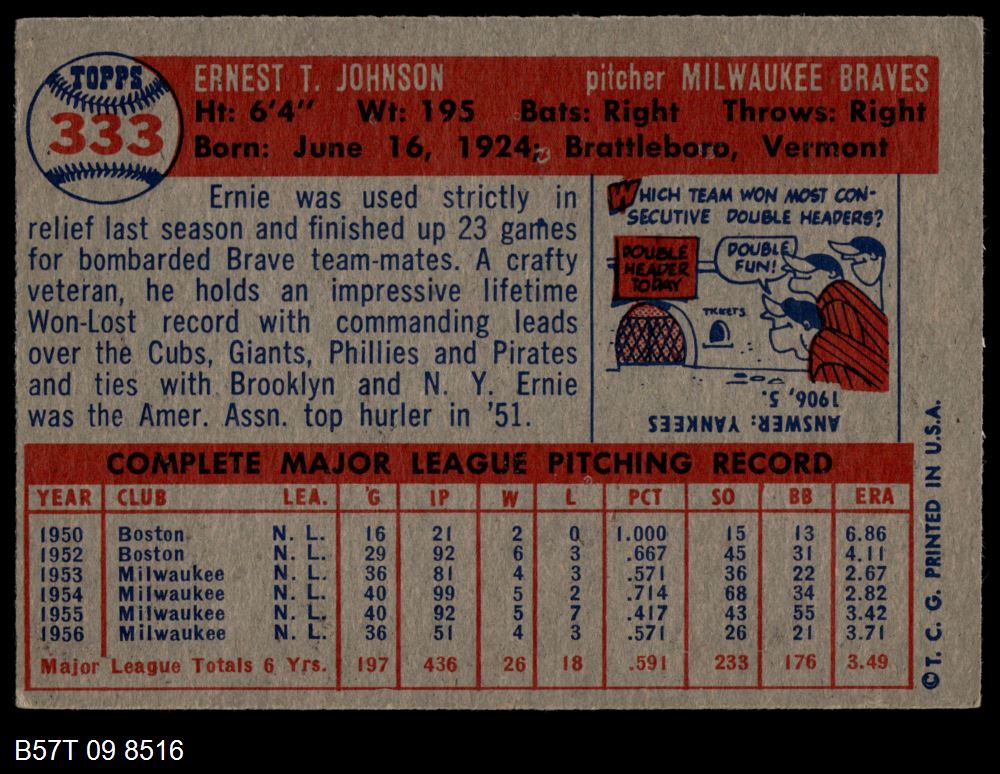 TOPPS
333
ERNEST T. JOHNSON pitcher MILWAUKEE BRAVES
Ht: 6'4" Wt: 195 Bats: Right Throws: Right
Born: June 16, 1924, Brattleboro, Vermont
Ernie was used strictly in
relief last season and finished up 23 games
for bombarded Brave team-mates. A crafty
veteran, he holds an impressive lifetime
Won-Lost record with commanding leads
over the Cubs, Giants, Phillies and Pirates
and ties with Brooklyn and N. Y. Ernie
was the Amer. Assn. top hurler in '51.
WHICH TEAM WON MOST CON-
SECUTIVE DOUBLE HEADERS?
DOUBLE
HEADER
TODAY
DOUBLE
FUN!
TICKETS
ANSWER: YANKEES
1906, 5.
COMPLETE MAJOR LEAGUE PITCHING RECORD
YEAR CLUB LEA. G IP W L PCT SO BB ERA
1950 Boston N. L. 16 21 2 0 1.000 15 13 6.86
1952 Boston N. L. 29 92 6 3 .667 45 31 4.11
1953 Milwaukee N. L. 36 81 4 3 .571 36 22 2.67
1954 Milwaukee N. L. 40 99 5 2 .714 68 34 2.82
1955 Milwaukee N. L. 40 92 5 7 .417 43 55 3.42
1956 Milwaukee N. L. 36 51 4 3 .571 26 21 3.71
Major League Totals 6 Yrs. 197 436 26 18 .591 233 176 3.49
©T. C. G. PRINTED IN U.S.A.
B57T 09 8516